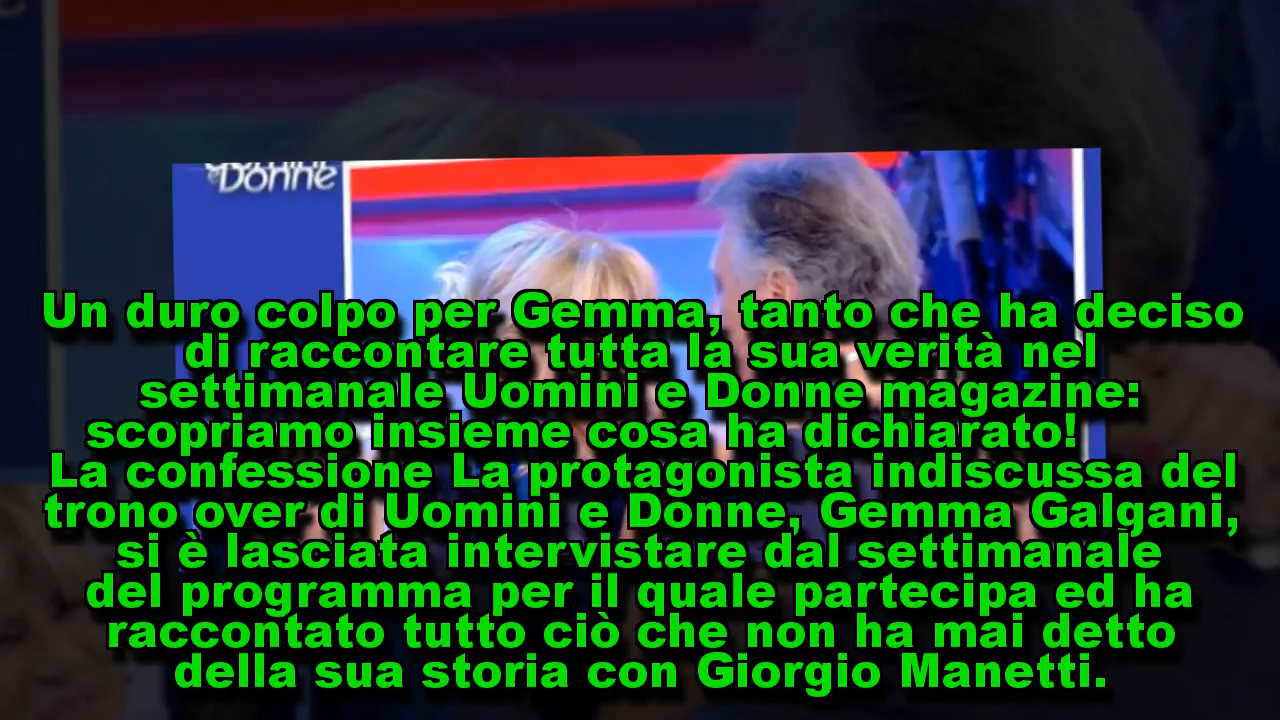 Donne
Un duro colpo per Gemma, tanto che ha deciso
di raccontare tutta la sua verità nel
settimanale Uomini e Donne magazine:
scopriamo insieme cosa ha dichiarato!
La confessione La protagonista indiscussa del
trono over di Uomini e Donne, Gemma Galgani,
si è lasciata intervistare dal settimanale
del programma per il quale partecipa ed ha
raccontato tutto ciò che non ha mai detto
della sua storia con Giorgio Manetti.